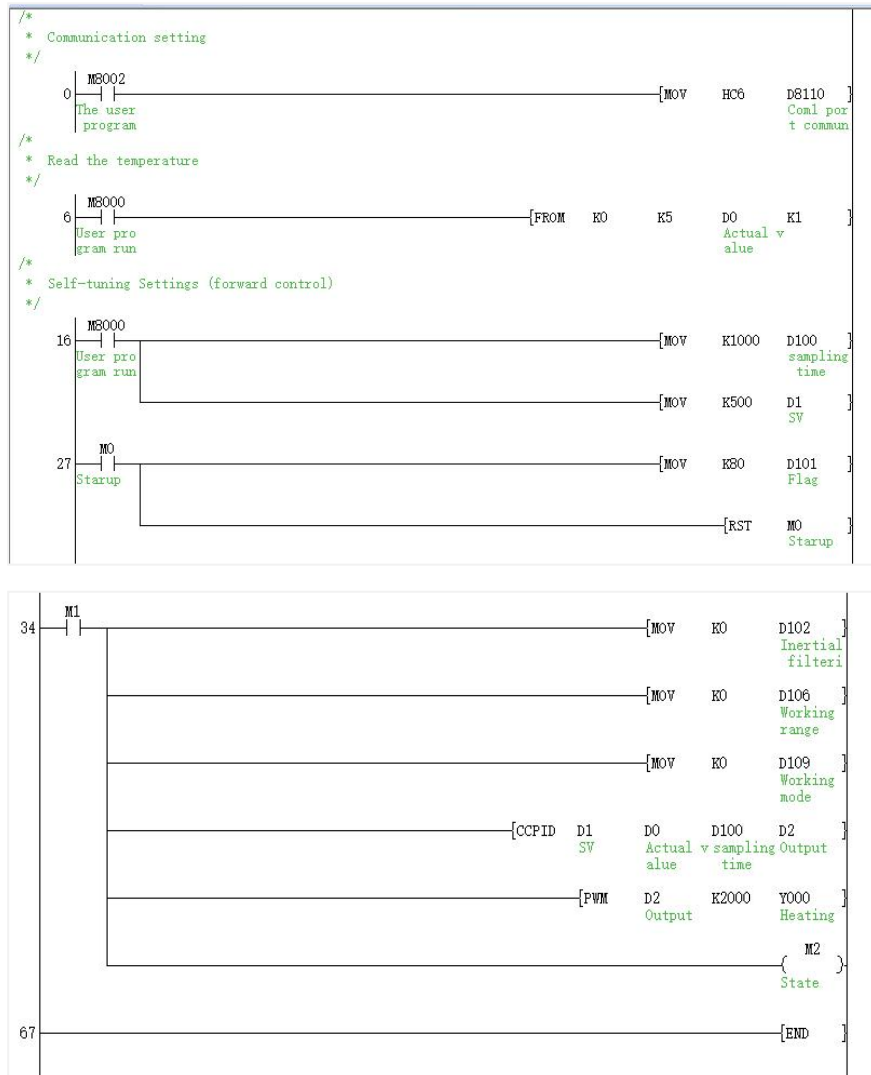 /*
* Communication setting
*/
M8002
0 [MOV HC6 D8110 ]
The user Com1 por
program t commun
/*
* Read the temperature
*/
M8000
6 [FROM K0 K5 D0 K1 ]
User pro Actual v
gram run alue
/*
* Self-tuning Settings (forward control)
*/
M8000
16 [MOV K1000 D100 ]
User pro sampling
gram run time
[MOV K500 D1 ]
SV
M0
27 [MOV K80 D101 ]
Starup Flag
[RST M0 ]
Starup
M1
34 [MOV K0 D102 ]
Inertial
filteri
[MOV K0 D106 ]
Working
range
[MOV K0 D109 ]
Working
mode
[CCPID D1 D0 D100 D2 ]
SV Actual v sampling Output
alue time
[PWM D2 K2000 Y000 ]
Output Heating
M2
( )
State
67 [END ]